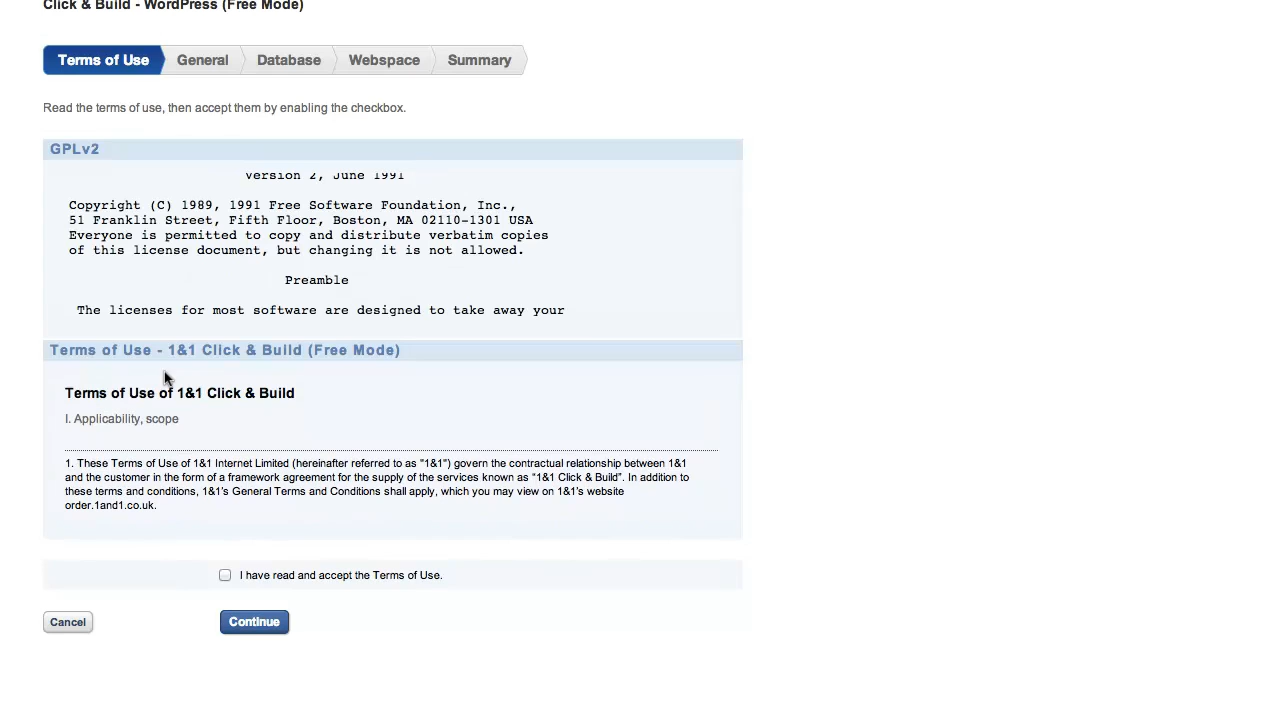 Click & Build - WordPress (Free Mode)
Terms of Use General Database Webspace Summary
Read the terms of use, then accept them by enabling the checkbox.
GPLv2
Version 2, June 1991
Copyright (C) 1989, 1991 Free Software Foundation, Inc.,
51 Franklin Street, Fifth Floor, Boston, MA 02110-1301 USA
Everyone is permitted to copy and distribute verbatim copies
of this license document, but changing it is not allowed.
Preamble
The licenses for most software are designed to take away your
Terms of Use - 1&1 Click & Build (Free Mode)
Terms of Use of 1&1 Click & Build
I. Applicability, scope
1. These Terms of Use of 1&1 Internet Limited (hereinafter referred to as "1&1") govern the contractual relationship between 1&1
and the customer in the form of a framework agreement for the supply of the services known as "1&1 Click & Build". In addition to
these terms and conditions, 1&1's General Terms and Conditions shall apply, which you may view on 1&1's website
order.1and1.co.uk.
I have read and accept the Terms of Use.
Cancel Continue